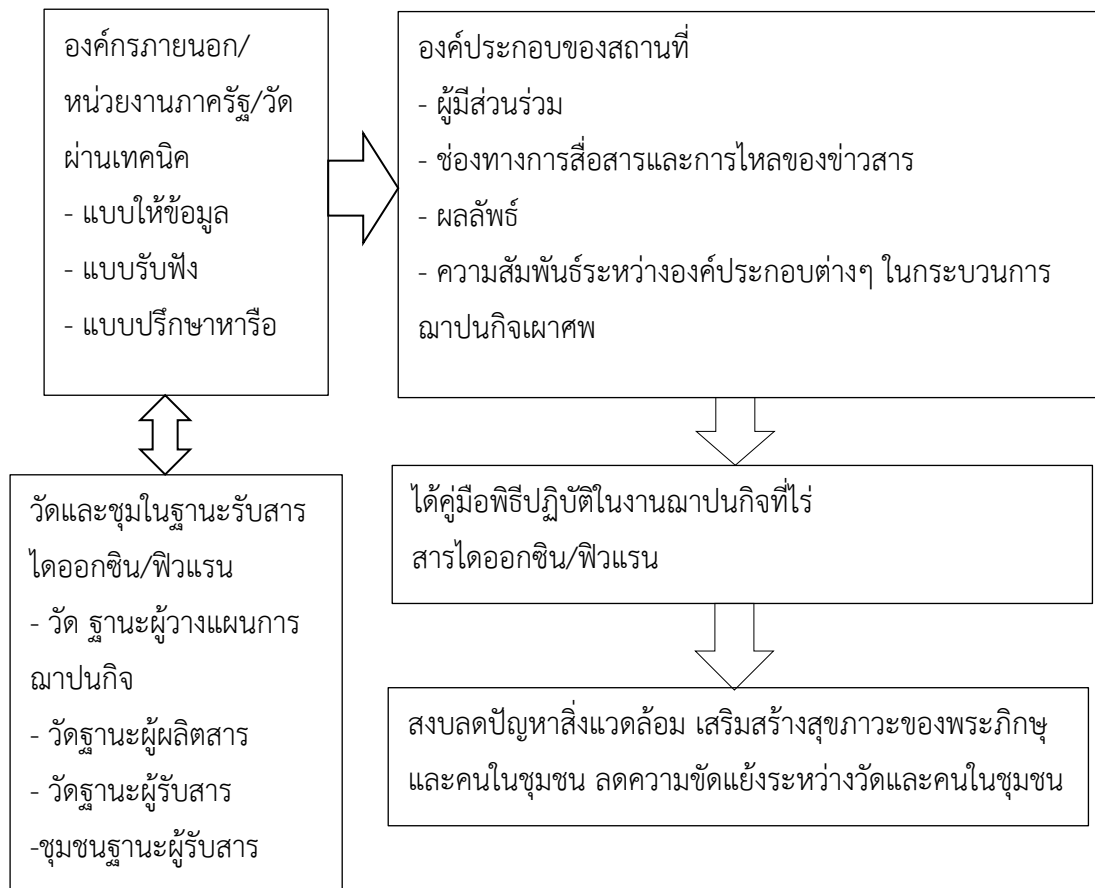 องค์กรภายนอก/
หน่วยงานภาครัฐ/วัด
ผ่านเทคนิค
- แบบให้ข้อมูล
- แบบรับฟัง
- แบบปรึกษาหารือ
องค์ประกอบของสถานที่
- ผู้มีส่วนร่วม
- ช่องทางการสื่อสารและการไหลของข่าวสาร
- ผลลัพธ์
- ความสัมพันธ์ระหว่างองค์ประกอบต่างๆ ในกระบวนการ
ฌาปนกิจเผาศพ
วัดและชุมในฐานะรับสาร
ไดออกซิน/ฟิวแรน
- วัด ฐานะผู้วางแผนการ
ฌาปนกิจ
- วัดฐานะผู้ผลิตสาร
- วัดฐานะผู้รับสาร
-ชุมชนฐานะผู้รับสาร
ได้คู่มือพิธีปฏิบัติในงานฌาปนกิจที่ไร่
สารไดออกซิน/ฟิวแรน
สงบลดปัญหาสิ่งแวดล้อม เสริมสร้างสุขภาวะของพระภิกษุ
และคนในชุมชน ลดความขัดแย้งระหว่างวัดและคนในชุมชน